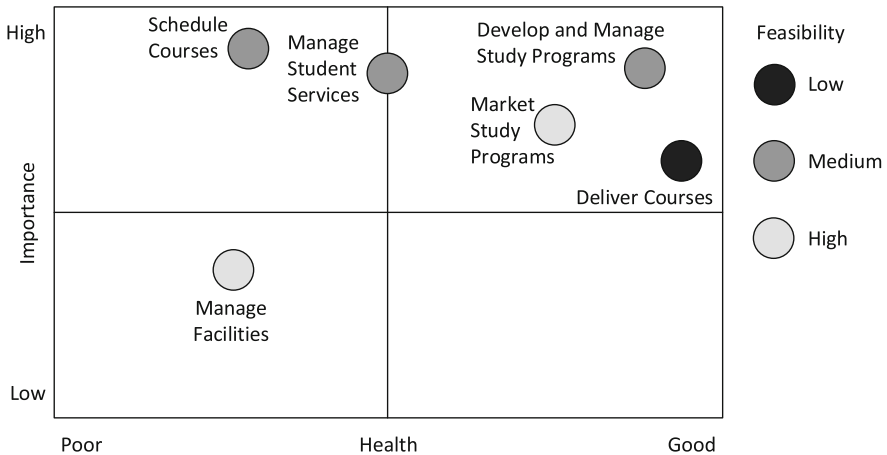 High
Schedule
Courses
Manage
Student
Services
Develop and Manage
Study Programs
Market
Study
Programs
Deliver Courses
Importance
Manage
Facilities
Low
Poor
Health
Good
Feasibility
Low
Medium
High